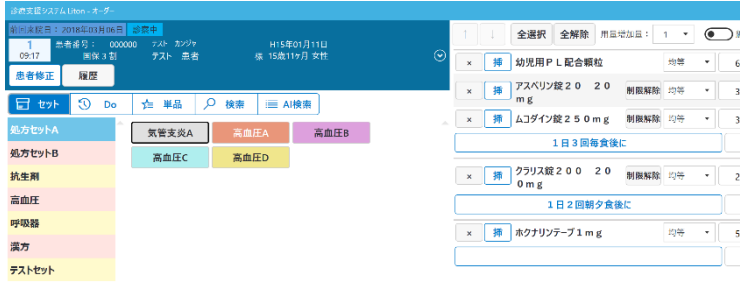 診療支援システム Liton - オーダー
前回来院日：2018年03月06日 診察中
1 患者番号： 000000 テスト カンジャ H15年01月11日
09:17 国保３割 テスト 患者 様 15歳11ヶ月 女性
患者修正 履歴
セット Do 単品 検索 AI検索
処方セットA
処方セットB
抗生剤
高血圧
呼吸器
漢方
テストセット
気管支炎A 高血圧A 高血圧B
高血圧C 高血圧D
↑ ↓ 全選択 全解除 用量増加量： 1
× 挿 幼児用ＰＬ配合顆粒 均等 6
× 挿 アスベリン錠２０ ２０ｍｇ 制限解除 均等 3
× 挿 ムコダイン錠２５０ｍｇ 制限解除 均等 3
１日３回毎食後に
× 挿 クラリス錠２００ ２００ｍｇ 制限解除 均等 2
１日２回朝夕食後に
× 挿 ホクナリンテープ１ｍｇ 均等 5